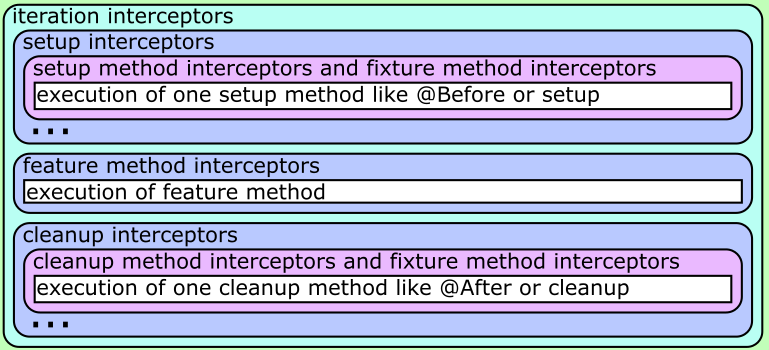 iteration interceptors
setup interceptors
setup method interceptors and fixture method interceptors
execution of one setup method like @Before or setup
...
feature method interceptors
execution of feature method
cleanup interceptors
cleanup method interceptors and fixture method interceptors
execution of one cleanup method like @After or cleanup
...